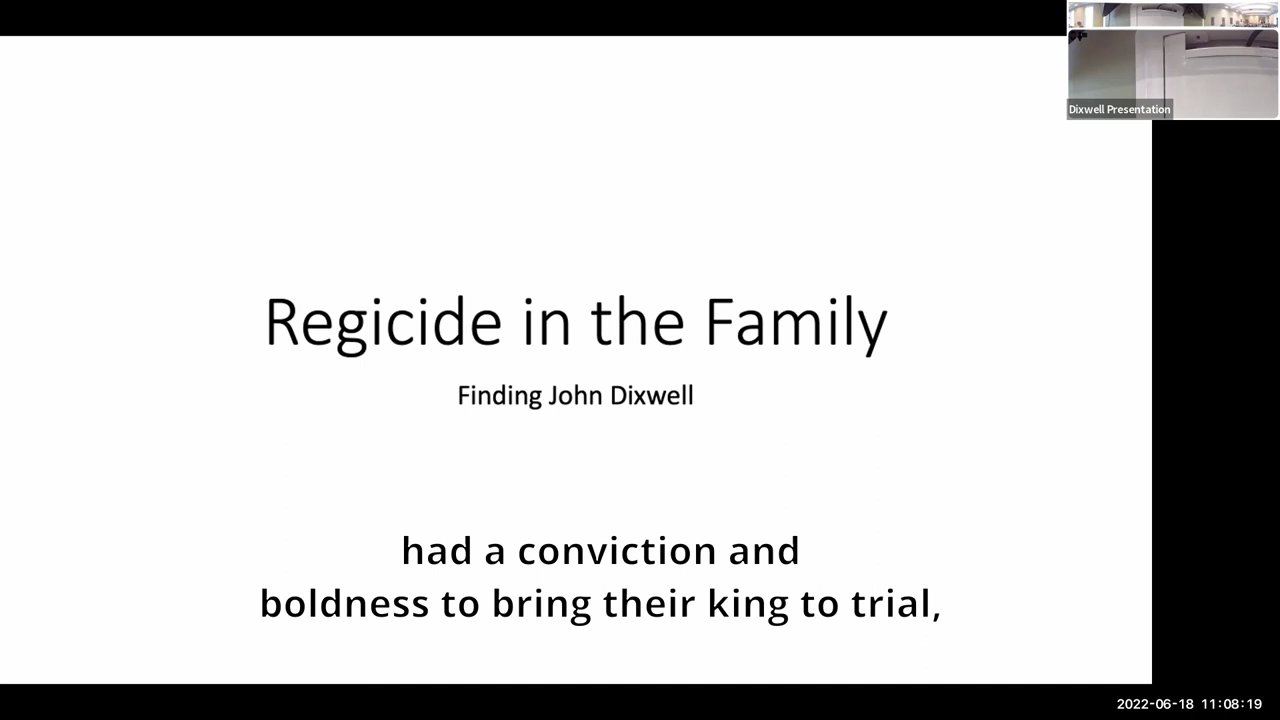 Dixwell Presentation
Regicide in the Family
Finding John Dixwell
had a conviction and
boldness to bring their king to trial,
2022-06-18 11:08:19